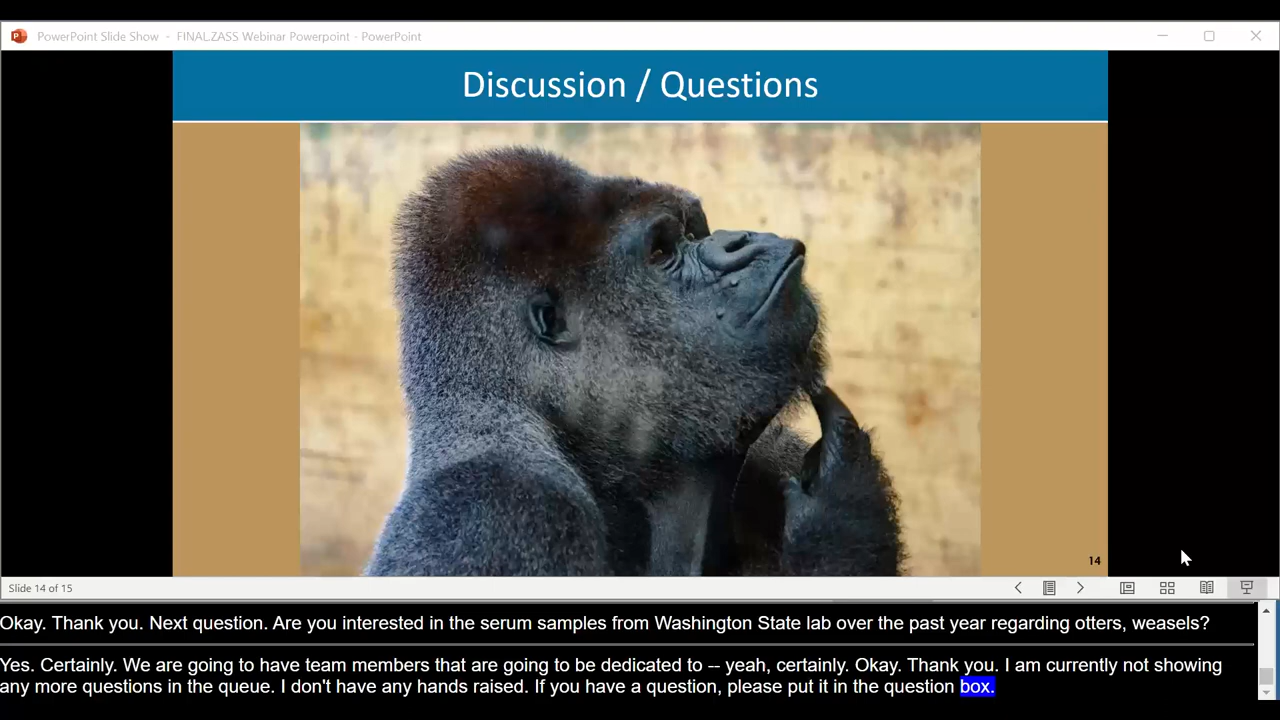 PowerPoint Slide Show - FINAL.ZASS Webinar Powerpoint - PowerPoint
Discussion / Questions
14
Slide 14 of 15
Okay. Thank you. Next question. Are you interested in the serum samples from Washington State lab over the past year regarding otters, weasels?
Yes. Certainly. We are going to have team members that are going to be dedicated to -- yeah, certainly. Okay. Thank you. I am currently not showing
any more questions in the queue. I don't have any hands raised. If you have a question, please put it in the question box.